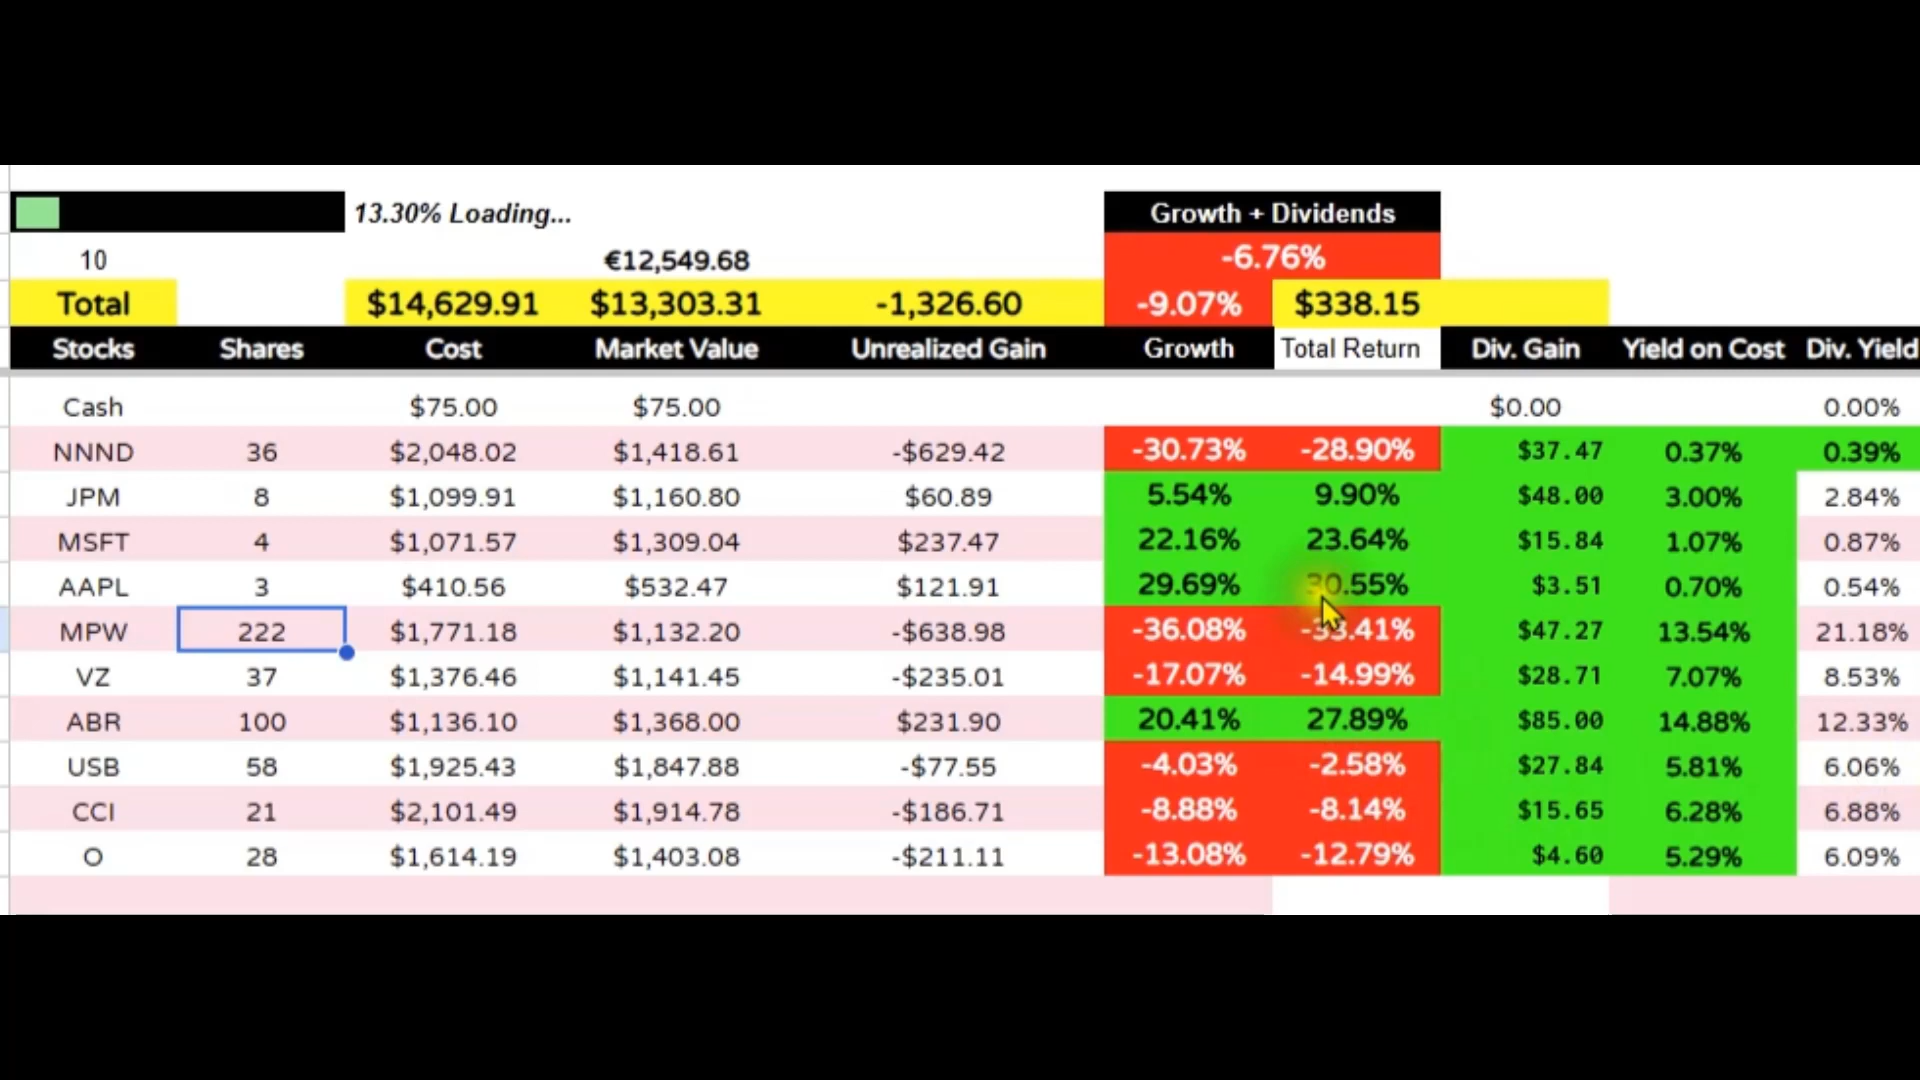 13.30% Loading... Growth + Dividends
10 €12,549.68 -6.76%
Total $14,629.91 $13,303.31 -1,326.60 -9.07% $338.15
Stocks Shares Cost Market Value Unrealized Gain Growth Total Return Div. Gain Yield on Cost Div. Yield
Cash $75.00 $75.00 $0.00 0.00%
NNND 36 $2,048.02 $1,418.61 -$629.42 -30.73% -28.90% $37.47 0.37% 0.39%
JPM 8 $1,099.91 $1,160.80 $60.89 5.54% 9.90% $48.00 3.00% 2.84%
MSFT 4 $1,071.57 $1,309.04 $237.47 22.16% 23.64% $15.84 1.07% 0.87%
AAPL 3 $410.56 $532.47 $121.91 29.69% 30.55% $3.51 0.70% 0.54%
MPW 222 $1,771.18 $1,132.20 -$638.98 -36.08% -33.41% $47.27 13.54% 21.18%
VZ 37 $1,376.46 $1,141.45 -$235.01 -17.07% -14.99% $28.71 7.07% 8.53%
ABR 100 $1,136.10 $1,368.00 $231.90 20.41% 27.89% $85.00 14.88% 12.33%
USB 58 $1,925.43 $1,847.88 -$77.55 -4.03% -2.58% $27.84 5.81% 6.06%
CCI 21 $2,101.49 $1,914.78 -$186.71 -8.88% -8.14% $15.65 6.28% 6.88%
O 28 $1,614.19 $1,403.08 -$211.11 -13.08% -12.79% $4.60 5.29% 6.09%